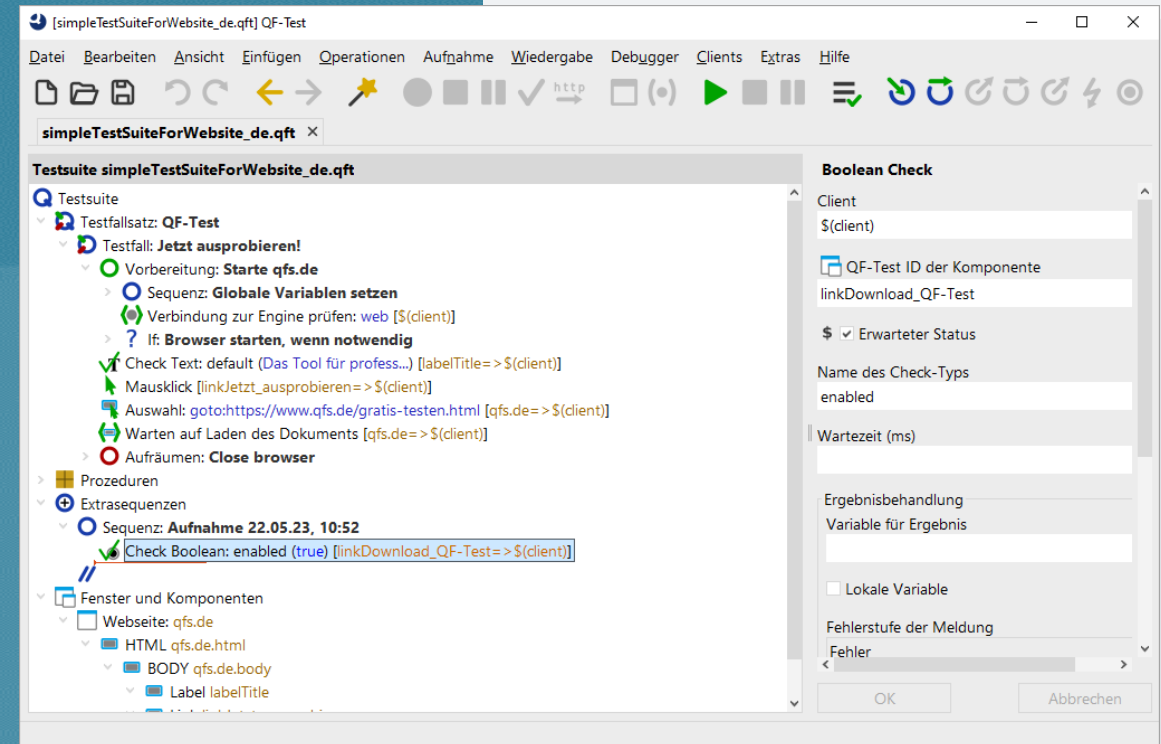 [simpleTestSuiteForWebsite_de.qft] QF-Test
Datei Bearbeiten Ansicht Einfügen Operationen Aufnahme Wiedergabe Debugger Clients Extras Hilfe
http
simpleTestSuiteForWebsite_de.qft
Testsuite simpleTestSuiteForWebsite_de.qft
Testsuite
Testfallsatz: QF-Test
Testfall: Jetzt ausprobieren!
Vorbereitung: Starte qfs.de
Sequenz: Globale Variablen setzen
Verbindung zur Engine prüfen: web [$(client)]
If: Browser starten, wenn notwendig
Check Text: default (Das Tool für profess...) [labelTitle=>$(client)]
Mausklick [linkJetzt_ausprobieren=>$(client)]
Auswahl: goto:https://www.qfs.de/gratis-testen.html [qfs.de=>$(client)]
Warten auf Laden des Dokuments [qfs.de=>$(client)]
Aufräumen: Close browser
Prozeduren
Extrasequenzen
Sequenz: Aufnahme 22.05.23, 10:52
Check Boolean: enabled (true) [linkDownload_QF-Test=>$(client)]
Fenster und Komponenten
Webseite: qfs.de
HTML qfs.de.html
BODY qfs.de.body
Label labelTitle
Boolean Check
Client
$(client)
QF-Test ID der Komponente
linkDownload_QF-Test
$ Erwarteter Status
Name des Check-Typs
enabled
Wartezeit (ms)
Ergebnisbehandlung
Variable für Ergebnis
Lokale Variable
Fehlerstufe der Meldung
Fehler
OK Abbrechen